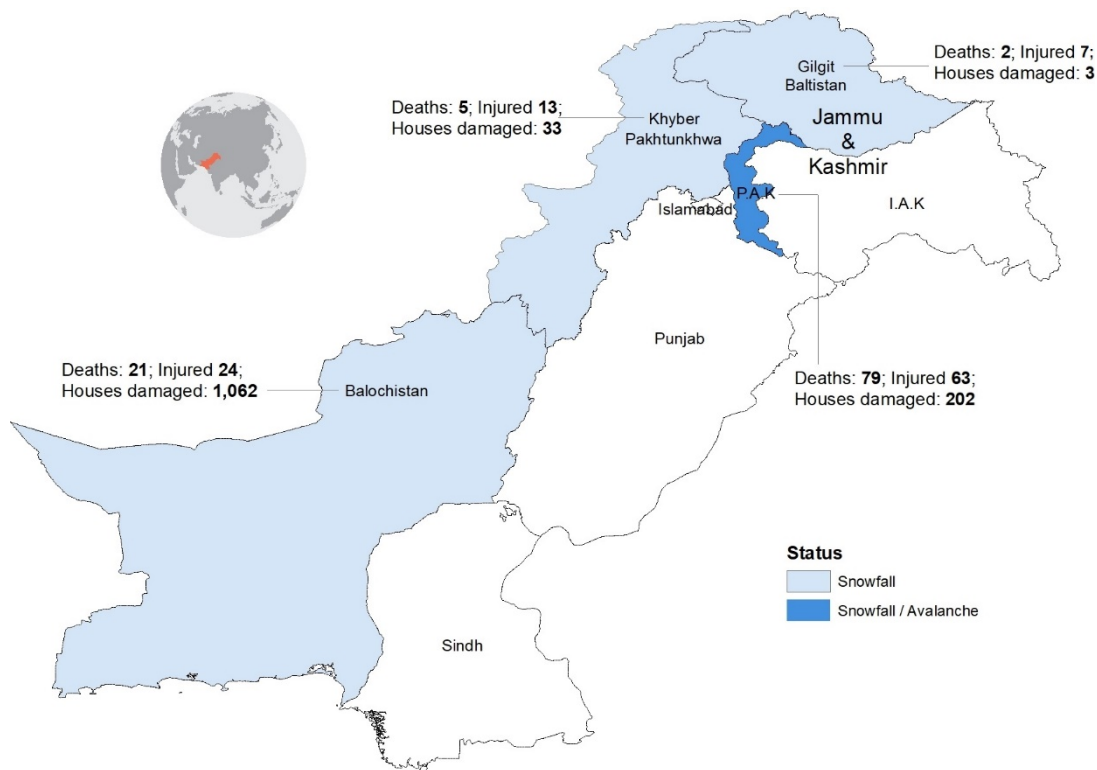 Deaths: 2; Injured 7;
Houses damaged: 3
Gilgit
Baltistan
Deaths: 5; Injured 13;
Houses damaged: 33
Khyber
Pakhtunkhwa
Jammu
&
Kashmir
P.A.K
Islamabad
I.A.K
Punjab
Deaths: 21; Injured 24;
Houses damaged: 1,062
Balochistan
Deaths: 79; Injured 63;
Houses damaged: 202
Status
Snowfall
Snowfall / Avalanche
Sindh